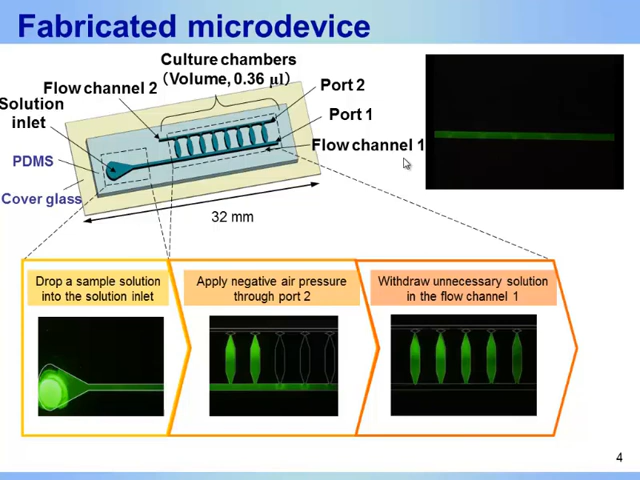 Fabricated microdevice
Culture chambers
(Volume, 0.36 μl)
Flow channel 2
Port 2
Solution
inlet
Port 1
Flow channel 1
PDMS
Cover glass
32 mm
Drop a sample solution
into the solution inlet
Apply negative air pressure
through port 2
Withdraw unnecessary solution
in the flow channel 1
4